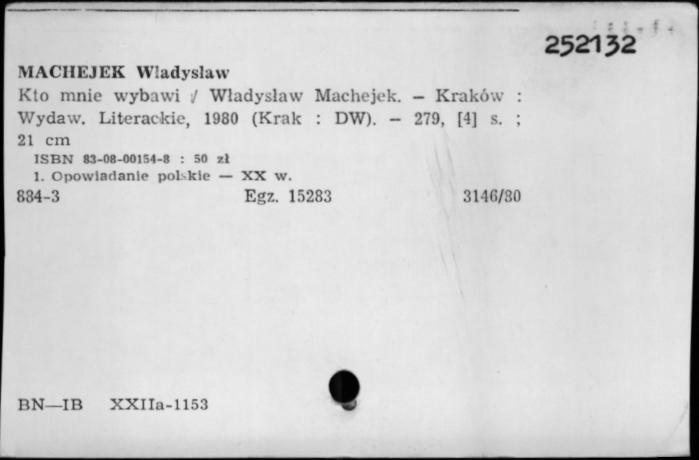 252132
MACHEJEK Władysław
Kto mnie wybawi / Władysław Machejek. — Kraków :
Wydaw. Literackie, 1980 (Krak : DW). — 279, [4] s. ;
21 cm
ISBN 83-08-00154-8 : 50 zł
1. Opowiadanie polskie — XX w.
884-3 Egz. 15283 3146/80
BN—IB XXIIa-1153